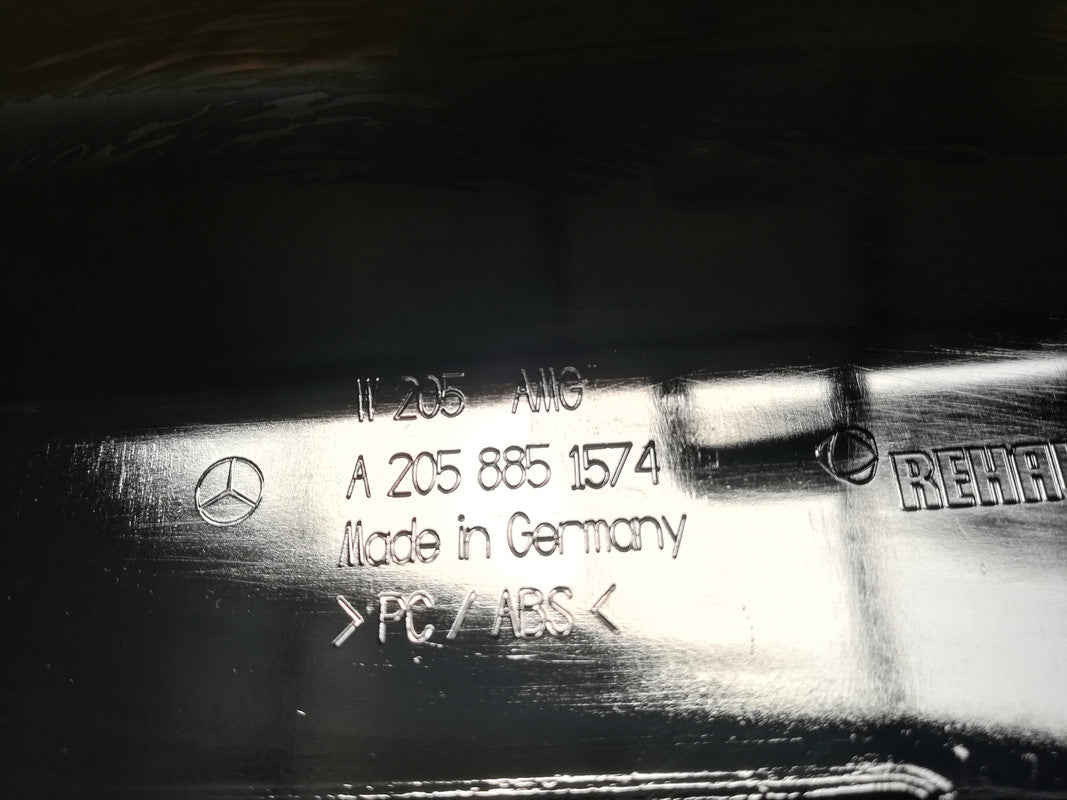 W 205 AMG
A 205 885 1574
Made in Germany
>PC/ABS<
REHAU